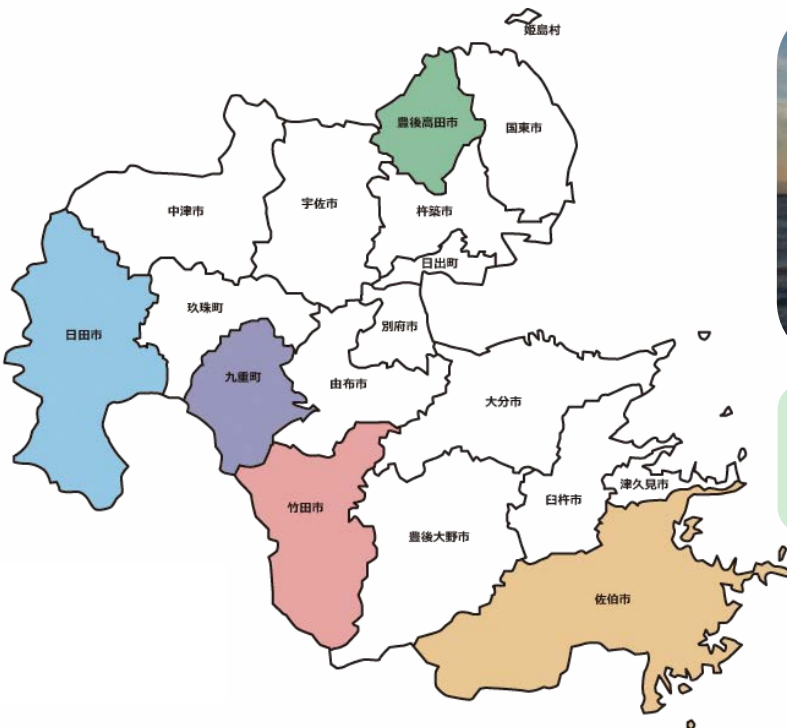 姫島村
豊後高田市
国東市
中津市
宇佐市
杵築市
日出町
玖珠町
別府市
日田市
九重町
由布市
大分市
津久見市
臼杵市
竹田市
豊後大野市
佐伯市